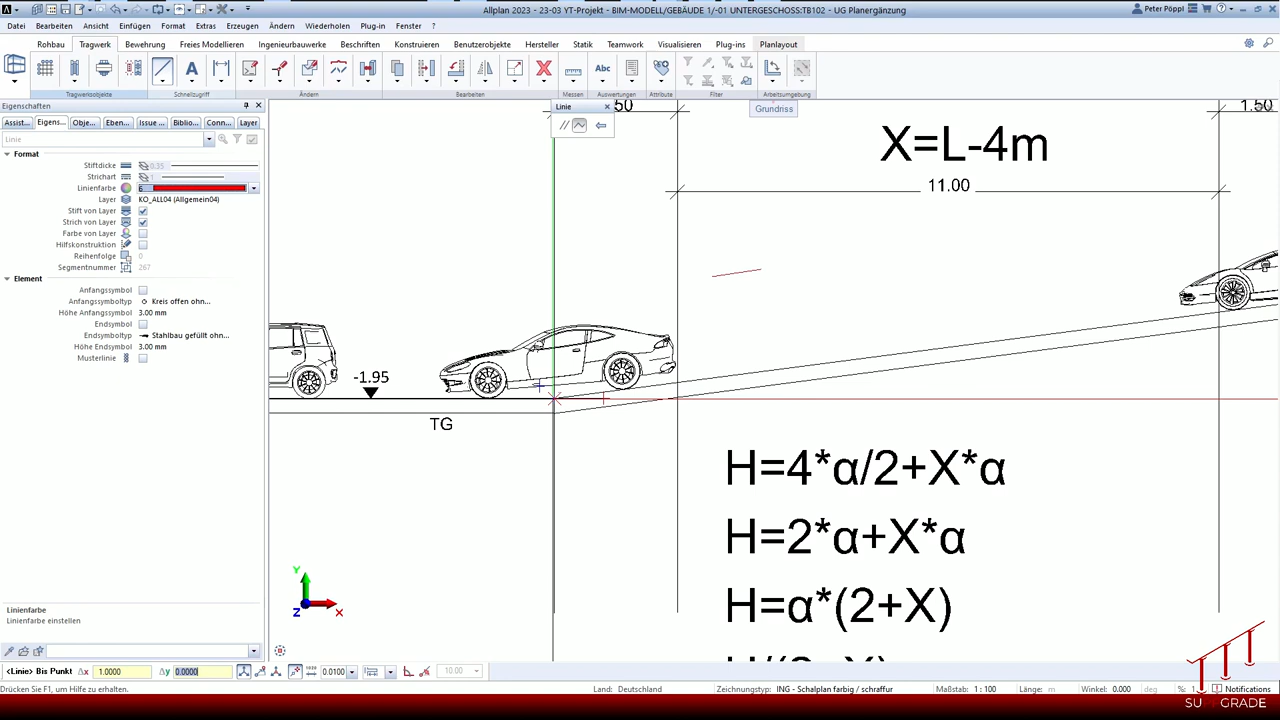 Allplan 2023 - 23-03 YT-Projekt - BIM-MODELL/GEBÄUDE 1/-01 UNTERGESCHOSS:TB102 - UG Planergänzung
Peter Pöppl
Datei Ansicht Einfügen Format Extras Erzeugen Ändern Wiederholen Plug-in Fenster ?
Rohbau Tragwerk Bewehrung Freies Modellieren Ingenieurbauwerke Beschriften Konstruieren Benutzerobjekte Hersteller Statik Teamwork Visualisieren Plug-ins Planlayout
A Abc
Tragwerksobjekte Schnellzugriff Ändern Bearbeiten Messen Auswertungen Attribute Filter Arbeitsumgebung
Eigenschaften
Linie
50
1.50
Grundriss
Assist... Eigens... Obje... Eben... Issue ... Biblio... Conn... Layer
Linie
Format
Stiftdicke 0.35
Strichart 1
Linienfarbe 6
Layer KO_ALL04 (Allgemein04)
Stift von Layer
Strich von Layer
Farbe von Layer
Hilfskonstruktion
Reihenfolge 0
Segmentnummer 267
Element
Anfangssymbol
Anfangssymboltyp Kreis offen ohn...
Höhe Anfangssymbol 3.00 mm
Endsymbol
Endsymboltyp Stahlbau gefüllt ohn...
Höhe Endsymbol 3.00 mm
Musterlinie
X=L-4m
11.00
-1.95
TG
H=4*α/2+X*α
H=2*α+X*α
H=α*(2+X)
Y
Z X
Linienfarbe
Linienfarbe einstellen
<Linie> Bis Punkt Δx 1.0000 Δy 0.0000 0.0100 10.00
Drücken Sie F1, um Hilfe zu erhalten.
Land: Deutschland Zeichnungstyp: ING - Schalplan farbig / schraffur Maßstab: 1 : 100 Länge: m Winkel: 0.000 deg %: Notifications